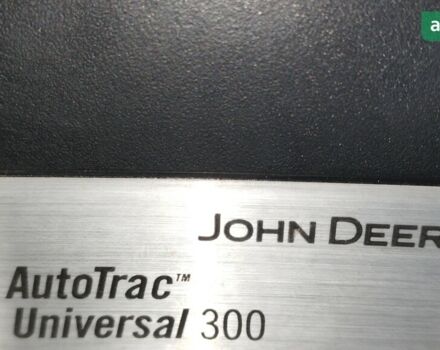 a
JOHN DEER
AutoTrac™
Universal 300